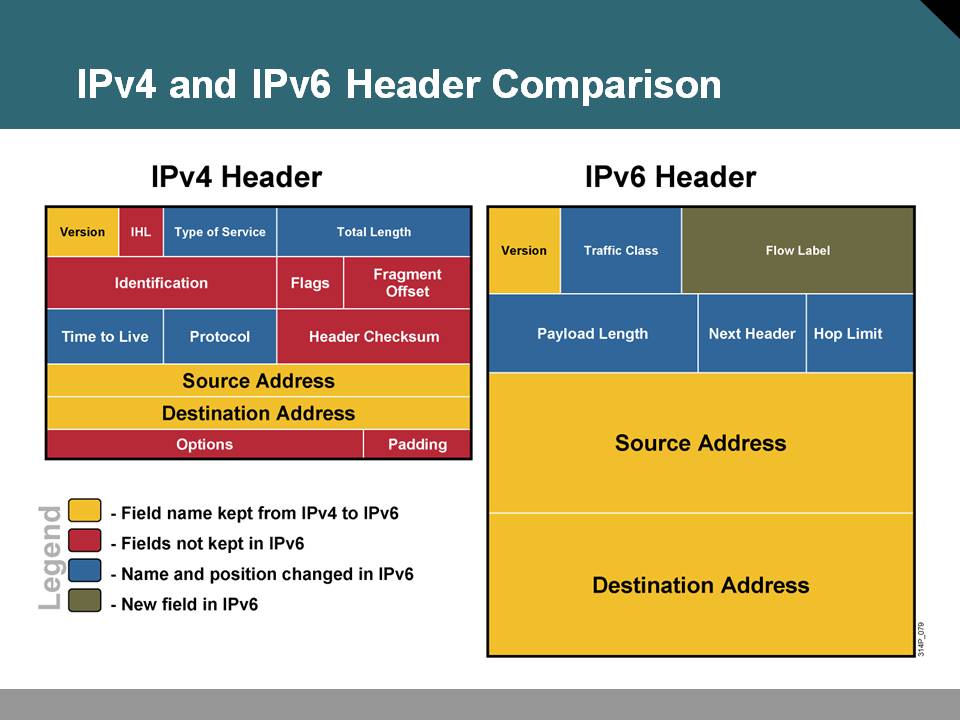 IPv4 and IPv6 Header Comparison
IPv4 Header
Version IHL Type of Service Total Length
Identification Flags Fragment
Offset
Time to Live Protocol Header Checksum
Source Address
Destination Address
Options Padding
IPv6 Header
Version Traffic Class Flow Label
Payload Length Next Header Hop Limit
Source Address
Destination Address
Legend
- Field name kept from IPv4 to IPv6
- Fields not kept in IPv6
- Name and position changed in IPv6
- New field in IPv6
314P_079